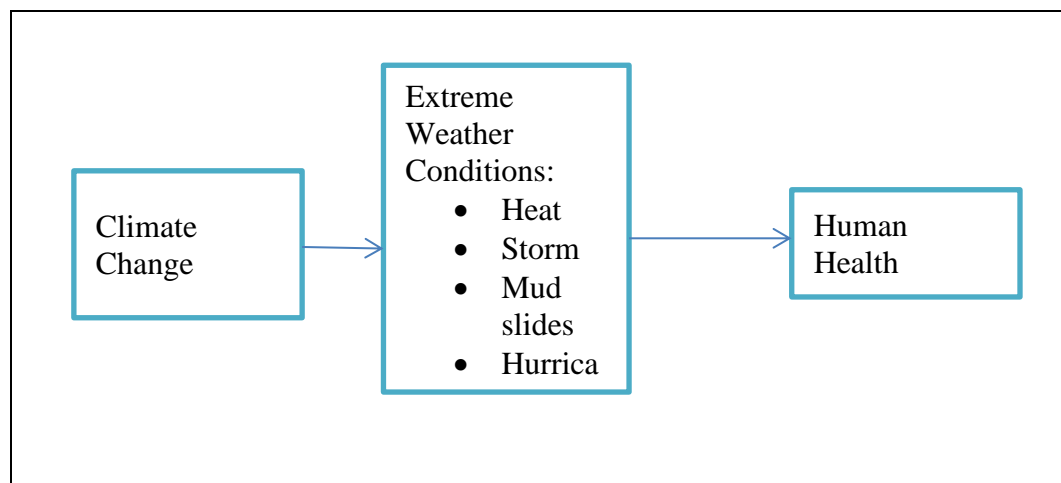 Climate
Change
Extreme
Weather
Conditions:
• Heat
• Storm
• Mud
slides
• Hurrica
Human
Health